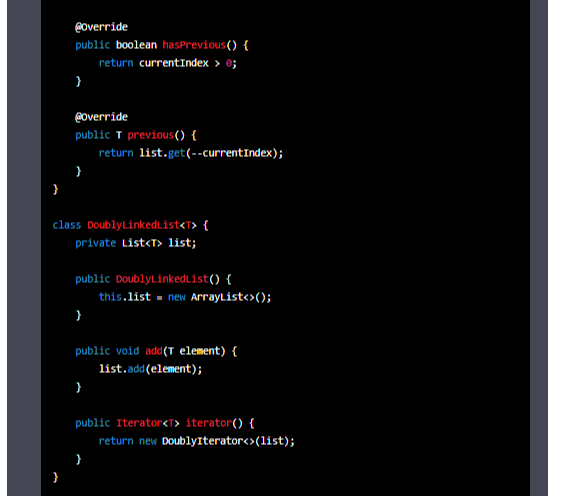 @Override
public boolean hasPrevious() {
return currentIndex > 0;
}
@Override
public T previous() {
return list.get(--currentIndex);
}
}
class DoublyLinkedList<T> {
private List<T> list;
public DoublyLinkedList() {
this.list = new ArrayList<>();
}
public void add(T element) {
list.add(element);
}
public Iterator<T> iterator() {
return new DoublyIterator<>(list);
}
}